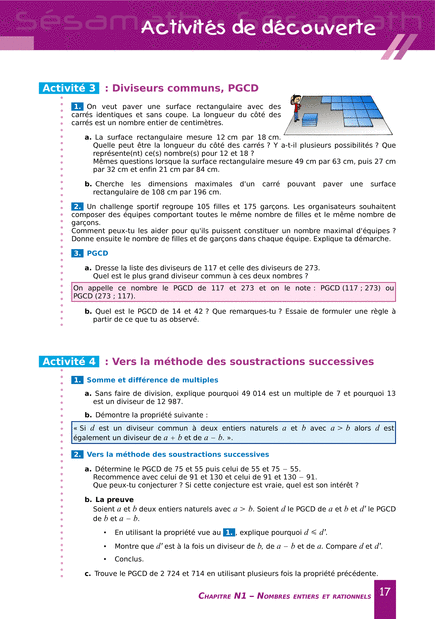 Sésamath
Sésamath
Activités de découverte
Activité 3 : Diviseurs communs, PGCD
1. On veut paver une surface rectangulaire avec des
carrés identiques et sans coupe. La longueur du côté des
carrés est un nombre entier de centimètres.
a. La surface rectangulaire mesure 12 cm par 18 cm.
Quelle peut être la longueur du côté des carrés ? Y a-t-il plusieurs possibilités ? Que
représente(nt) ce(s) nombre(s) pour 12 et 18 ?
Mêmes questions lorsque la surface rectangulaire mesure 49 cm par 63 cm, puis 27 cm
par 32 cm et enfin 21 cm par 84 cm.
b. Cherche les dimensions maximales d'un carré pouvant paver une surface
rectangulaire de 108 cm par 196 cm.
2. Un challenge sportif regroupe 105 filles et 175 garçons. Les organisateurs souhaitent
composer des équipes comportant toutes le même nombre de filles et le même nombre de
garçons.
Comment peux-tu les aider pour qu'ils puissent constituer un nombre maximal d'équipes ?
Donne ensuite le nombre de filles et de garçons dans chaque équipe. Explique ta démarche.
3. PGCD
a. Dresse la liste des diviseurs de 117 et celle des diviseurs de 273.
Quel est le plus grand diviseur commun à ces deux nombres ?
On appelle ce nombre le PGCD de 117 et 273 et on le note : PGCD (117 ; 273) ou
PGCD (273 ; 117).
b. Quel est le PGCD de 14 et 42 ? Que remarques-tu ? Essaie de formuler une règle à
partir de ce que tu as observé.
Activité 4 : Vers la méthode des soustractions successives
1. Somme et différence de multiples
a. Sans faire de division, explique pourquoi 49 014 est un multiple de 7 et pourquoi 13
est un diviseur de 12 987.
b. Démontre la propriété suivante :
« Si d est un diviseur commun à deux entiers naturels a et b avec a > b alors d est
également un diviseur de a + b et de a − b. ».
2. Vers la méthode des soustractions successives
a. Détermine le PGCD de 75 et 55 puis celui de 55 et 75 − 55.
Recommence avec celui de 91 et 130 et celui de 91 et 130 − 91.
Que peux-tu conjecturer ? Si cette conjecture est vraie, quel est son intérêt ?
b. La preuve
Soient a et b deux entiers naturels avec a > b. Soient d le PGCD de a et b et d' le PGCD
de b et a − b.
• En utilisant la propriété vue au 1., explique pourquoi d ⩽ d'.
• Montre que d' est à la fois un diviseur de b, de a − b et de a. Compare d et d'.
• Conclus.
c. Trouve le PGCD de 2 724 et 714 en utilisant plusieurs fois la propriété précédente.
Chapitre N1 – Nombres entiers et rationnels 17